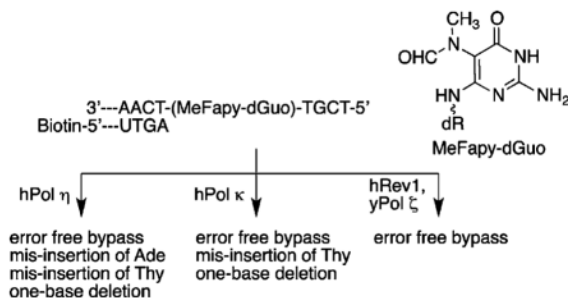 CH₃
O
OHC
N
NH
HN
N
NH₂
dR
MeFapy-dGuo
3'---AACT-(MeFapy-dGuo)-TGCT-5'
Biotin-5'---UTGA
hPol η
hPol κ
hRev1,
yPol ζ
error free bypass
mis-insertion of Ade
mis-insertion of Thy
one-base deletion
error free bypass
mis-insertion of Thy
one-base deletion
error free bypass